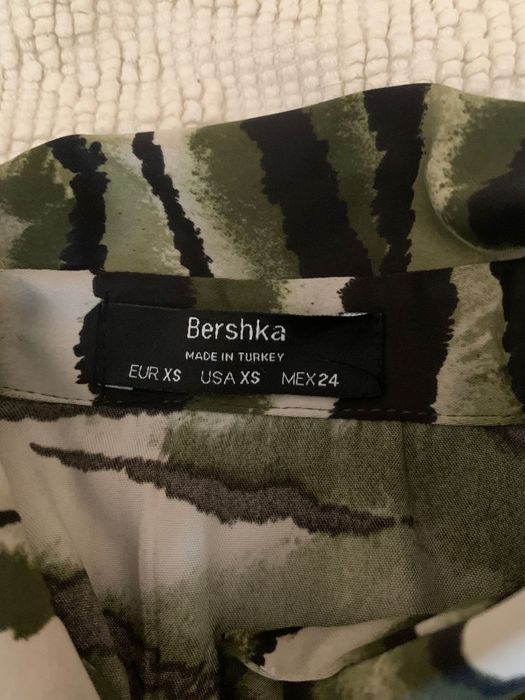 Bershka
MADE IN TURKEY
EUR XS USA XS MEX 24